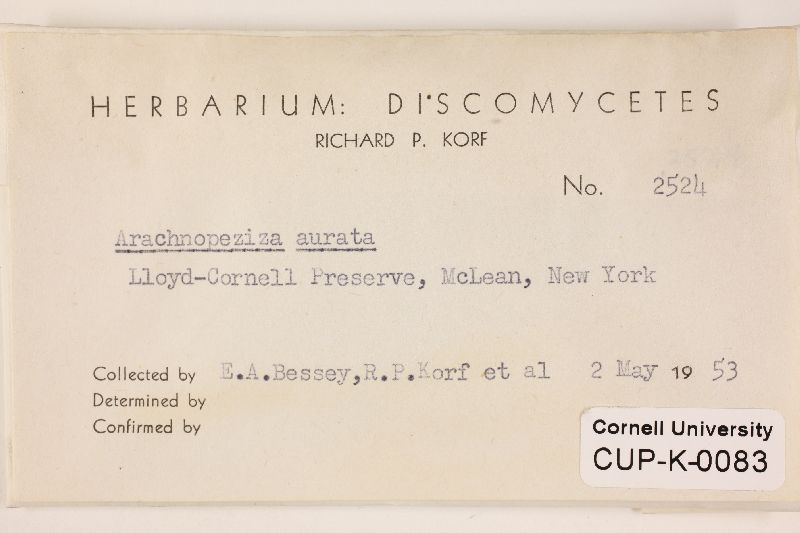 HERBARIUM: DISCOMYCETES
RICHARD P. KORF
No. 2524
Arachnopeziza aurata
Lloyd-Cornell Preserve, McLean, New York
Collected by E.A.Bessey,R.P.Korf et al 2 May 19 53
Determined by
Confirmed by
Cornell University
CUP-K-0083